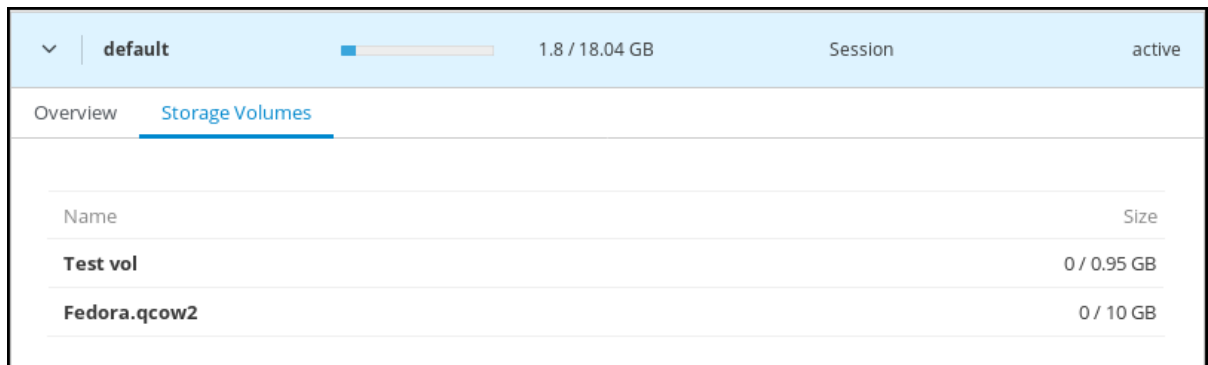 default 1.8 / 18.04 GB Session active
Overview Storage Volumes
Name Size
Test vol 0 / 0.95 GB
Fedora.qcow2 0 / 10 GB